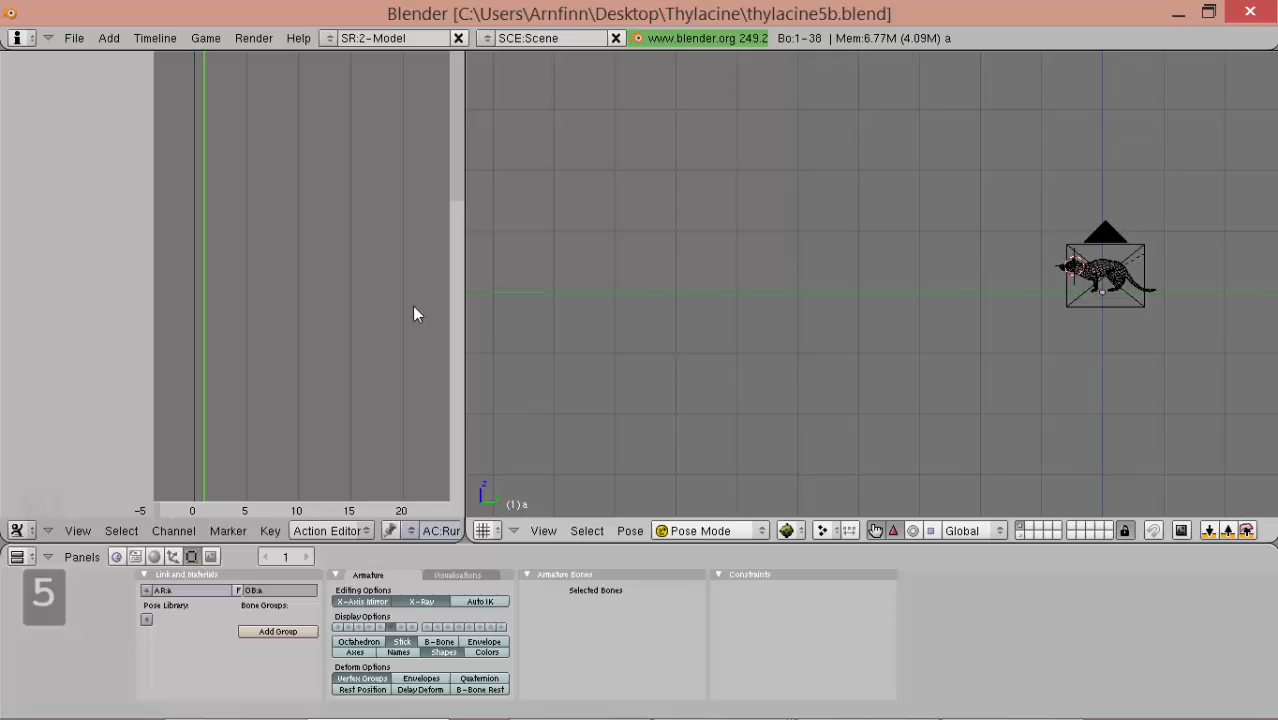 Blender [C:\Users\Arnfinn\Desktop\Thylacine\thylacine5b.blend]
File Add Timeline Game Render Help SR:2-Model SCE:Scene www.blender.org 249.2 Bo:1-38 | Mem:6.77M (4.09M) a
z
(1) a
-5 0 5 10 15 20
View Select Channel Marker Key Action Editor AC:Rur View Select Pose Pose Mode Global
Panels 1
5
Link and Materials Armature Visualisations Armature Bones Constraints
AR:a F OB:a Editing Options Selected Bones
Pose Library: Bone Groups: X-Axis Mirror X-Ray Auto IK
Display Options
Add Group
Octahedron Stick B-Bone Envelope
Axes Names Shapes Colors
Deform Options
Vertex Groups Envelopes Quaternion
Rest Position Delay Deform B-Bone Rest